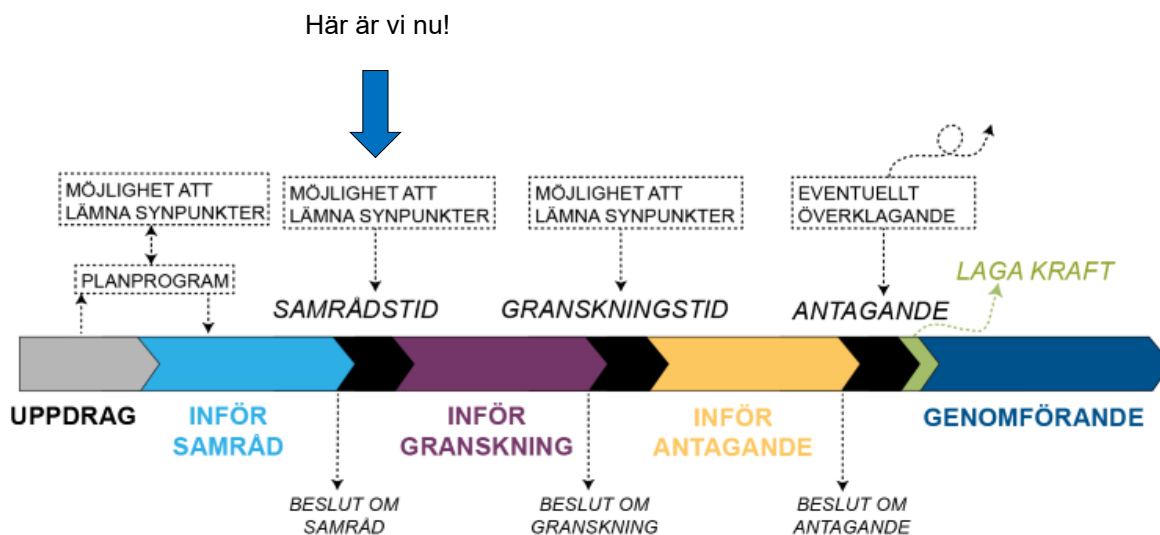 Här är vi nu!
MÖJLIGHET ATT
LÄMNA SYNPUNKTER
MÖJLIGHET ATT
LÄMNA SYNPUNKTER
MÖJLIGHET ATT
LÄMNA SYNPUNKTER
EVENTUELLT
ÖVERKLAGANDE
PLANPROGRAM
LAGA KRAFT
SAMRÅDSTID
GRANSKNINGSTID
ANTAGANDE
UPPDRAG
INFÖR
SAMRÅD
INFÖR
GRANSKNING
INFÖR
ANTAGANDE
GENOMFÖRANDE
BESLUT OM
SAMRÅD
BESLUT OM
GRANSKNING
BESLUT OM
ANTAGANDE